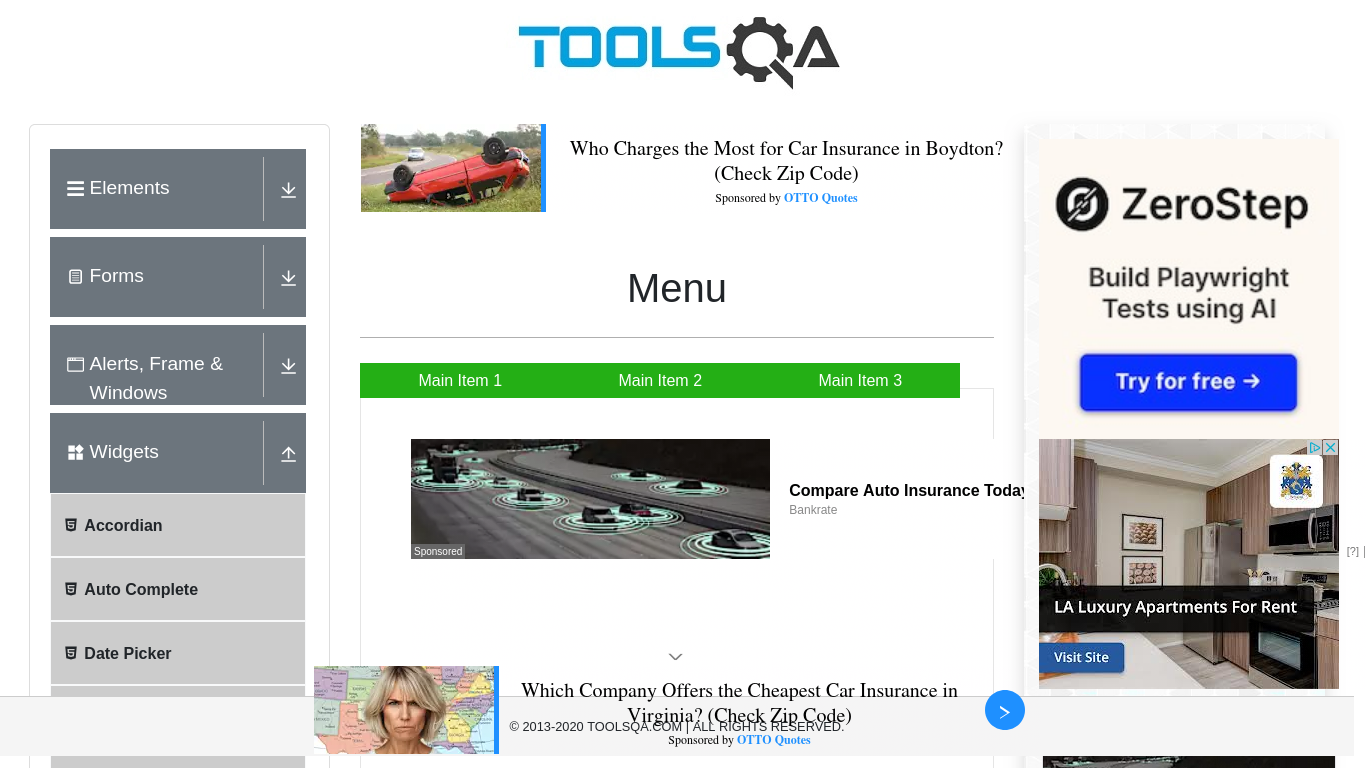 TOOLSQA
Elements
Forms
Alerts, Frame &
Windows
Widgets
Accordian
Auto Complete
Date Picker
Who Charges the Most for Car Insurance in Boydton?
(Check Zip Code)
Sponsored by OTTO Quotes
Menu
Main Item 1
Main Item 2
Main Item 3
Sponsored
Compare Auto Insurance Today
Bankrate
ZeroStep
Build Playwright
Tests using AI
Try for free →
LA Luxury Apartments For Rent
Visit Site
[?]
Which Company Offers the Cheapest Car Insurance in
Virginia? (Check Zip Code)
© 2013-2020 TOOLSQA.COM | ALL RIGHTS RESERVED.
Sponsored by OTTO Quotes